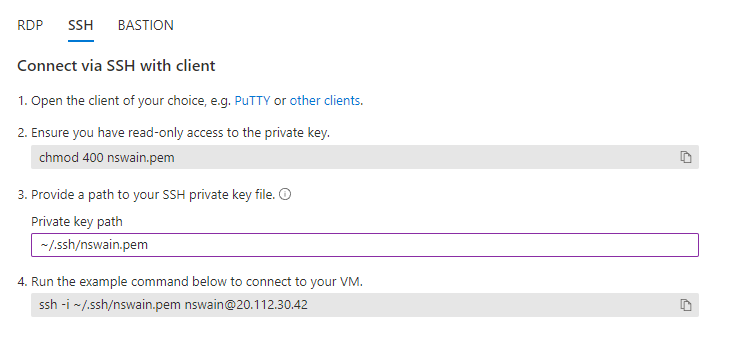 RDP SSH BASTION
Connect via SSH with client
1. Open the client of your choice, e.g. PuTTY or other clients.
2. Ensure you have read-only access to the private key.
chmod 400 nswain.pem
3. Provide a path to your SSH private key file.
Private key path
~/.ssh/nswain.pem
4. Run the example command below to connect to your VM.
ssh -i ~/.ssh/nswain.pem nswain@20.112.30.42